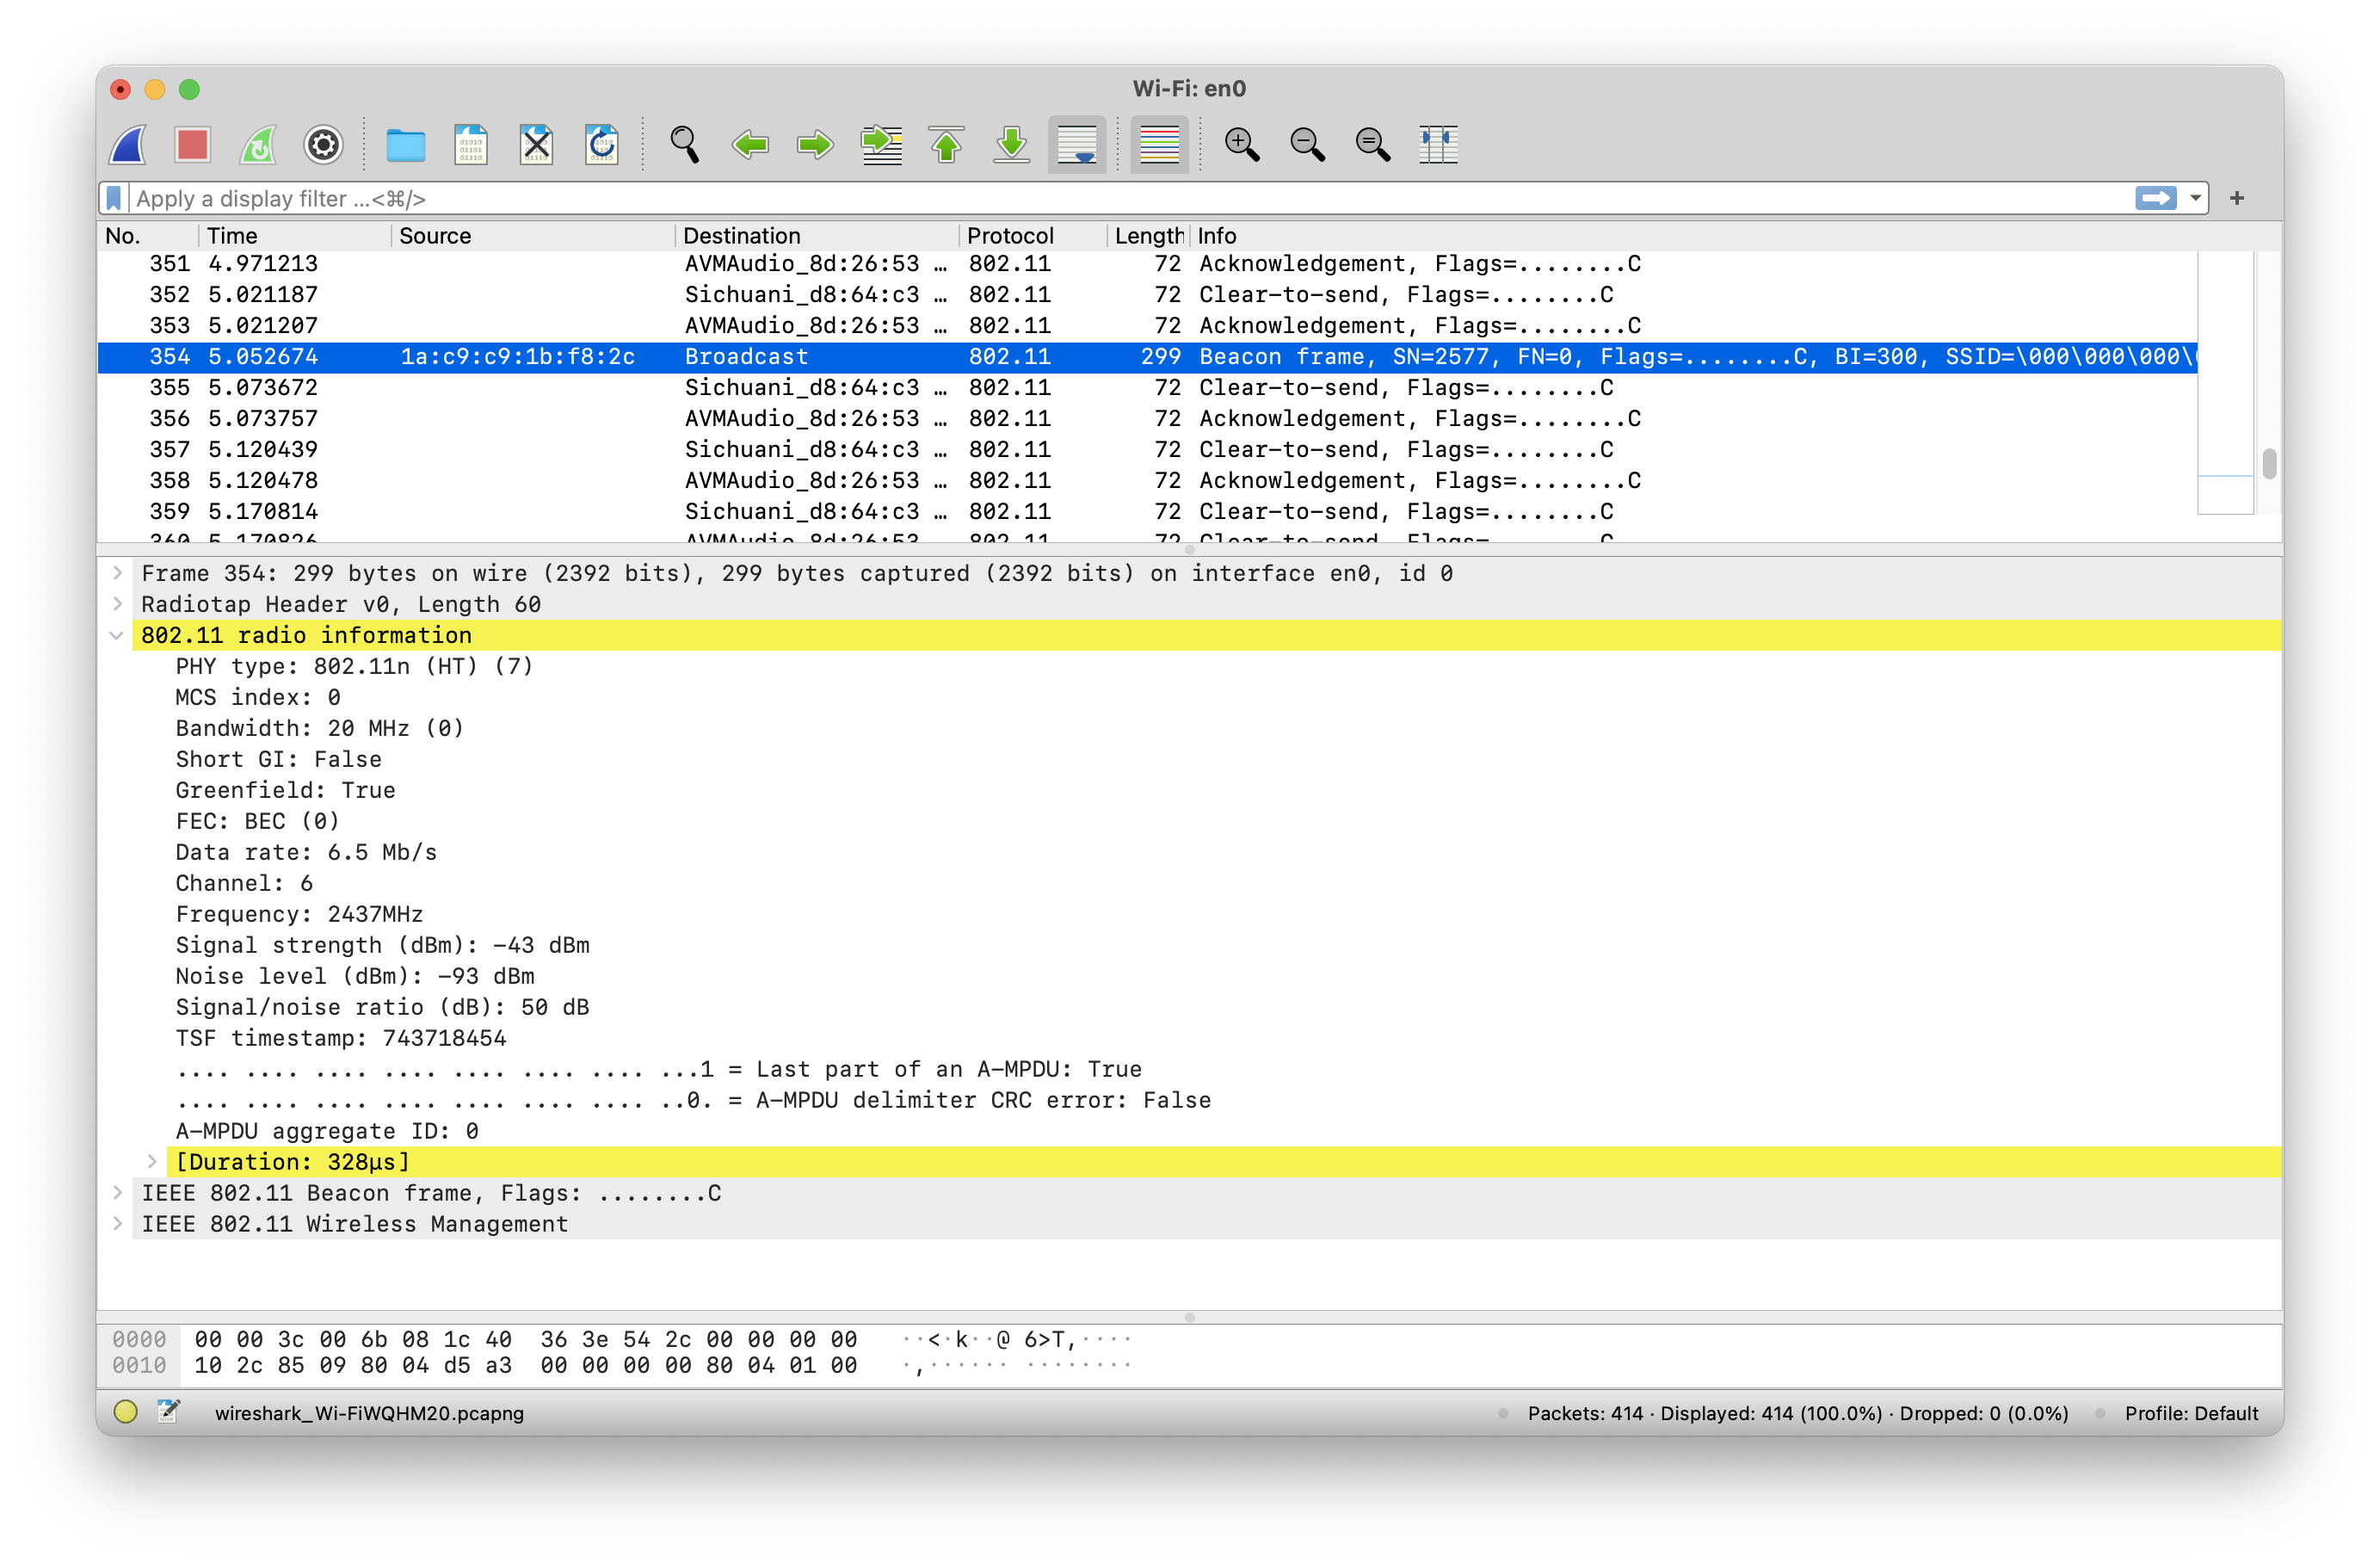 Wi-Fi: en0
Apply a display filter ...<⌘/>
+
No. Time Source Destination Protocol Length Info
351 4.971213 AVMAudio_8d:26:53 … 802.11 72 Acknowledgement, Flags=........C
352 5.021187 Sichuani_d8:64:c3 … 802.11 72 Clear-to-send, Flags=........C
353 5.021207 AVMAudio_8d:26:53 … 802.11 72 Acknowledgement, Flags=........C
354 5.052674 1a:c9:c9:1b:f8:2c Broadcast 802.11 299 Beacon frame, SN=2577, FN=0, Flags=........C, BI=300, SSID=\000\000\000\
355 5.073672 Sichuani_d8:64:c3 … 802.11 72 Clear-to-send, Flags=........C
356 5.073757 AVMAudio_8d:26:53 … 802.11 72 Acknowledgement, Flags=........C
357 5.120439 Sichuani_d8:64:c3 … 802.11 72 Clear-to-send, Flags=........C
358 5.120478 AVMAudio_8d:26:53 … 802.11 72 Acknowledgement, Flags=........C
359 5.170814 Sichuani_d8:64:c3 … 802.11 72 Clear-to-send, Flags=........C
360 5.170826 AVMAudio_8d:26:53 … 802.11 72 Clear-to-send, Flags=........C
Frame 354: 299 bytes on wire (2392 bits), 299 bytes captured (2392 bits) on interface en0, id 0
Radiotap Header v0, Length 60
802.11 radio information
PHY type: 802.11n (HT) (7)
MCS index: 0
Bandwidth: 20 MHz (0)
Short GI: False
Greenfield: True
FEC: BEC (0)
Data rate: 6.5 Mb/s
Channel: 6
Frequency: 2437MHz
Signal strength (dBm): -43 dBm
Noise level (dBm): -93 dBm
Signal/noise ratio (dB): 50 dB
TSF timestamp: 743718454
.... .... .... .... .... .... .... ...1 = Last part of an A-MPDU: True
.... .... .... .... .... .... .... ..0. = A-MPDU delimiter CRC error: False
A-MPDU aggregate ID: 0
[Duration: 328µs]
IEEE 802.11 Beacon frame, Flags: ........C
IEEE 802.11 Wireless Management
0000 00 00 3c 00 6b 08 1c 40 36 3e 54 2c 00 00 00 00 ··<·k··@ 6>T,····
0010 10 2c 85 09 80 04 d5 a3 00 00 00 00 80 04 01 00 ·,······ ········
wireshark_Wi-FiWQHM20.pcapng Packets: 414 · Displayed: 414 (100.0%) · Dropped: 0 (0.0%) Profile: Default